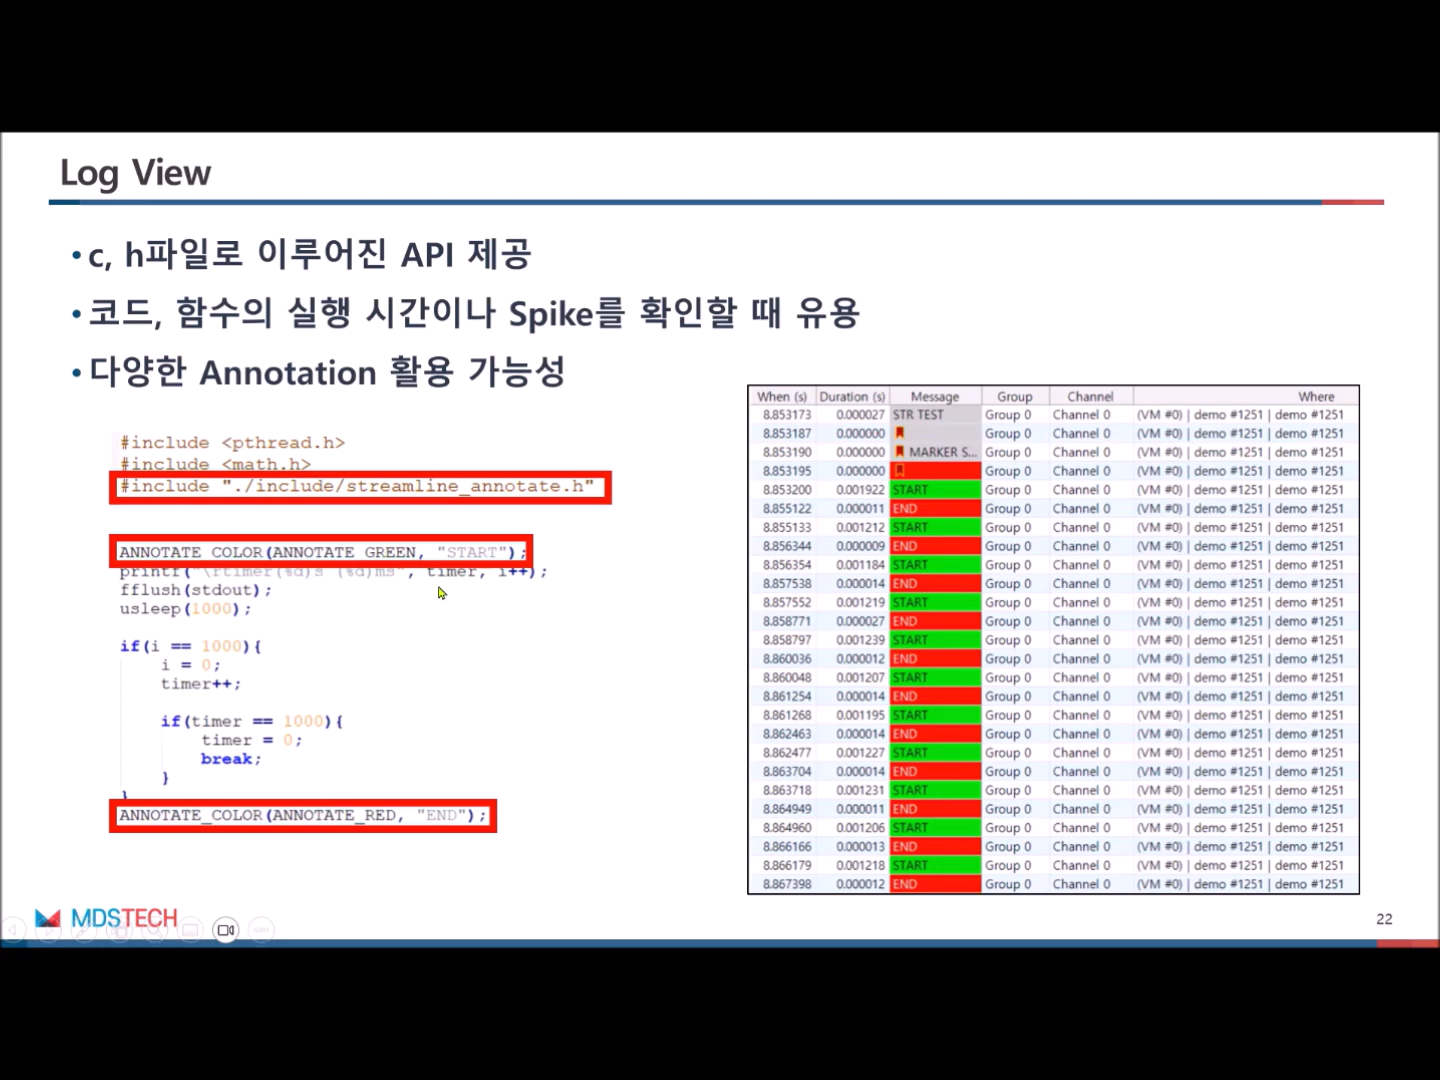 Log View
• c, h파일로 이루어진 API 제공
• 코드, 함수의 실행 시간이나 Spike를 확인할 때 유용
• 다양한 Annotation 활용 가능성
#include <pthread.h>
#include <math.h>
#include "./include/streamline_annotate.h"
ANNOTATE_COLOR(ANNOTATE_GREEN, "START");
printf("\rtimer(%d)s (%d)ms", timer, i++);
fflush(stdout);
usleep(1000);
if(i == 1000){
i = 0;
timer++;
if(timer == 1000){
timer = 0;
break;
}
}
ANNOTATE_COLOR(ANNOTATE_RED, "END");
When (s) Duration (s) Message Group Channel Where
8.853173 0.000027 STR TEST Group 0 Channel 0 (VM #0) | demo #1251 | demo #1251
8.853187 0.000000 Group 0 Channel 0 (VM #0) | demo #1251 | demo #1251
8.853190 0.000000 MARKER S... Group 0 Channel 0 (VM #0) | demo #1251 | demo #1251
8.853195 0.000000 Group 0 Channel 0 (VM #0) | demo #1251 | demo #1251
8.853200 0.001922 START Group 0 Channel 0 (VM #0) | demo #1251 | demo #1251
8.855122 0.000011 END Group 0 Channel 0 (VM #0) | demo #1251 | demo #1251
8.855133 0.001212 START Group 0 Channel 0 (VM #0) | demo #1251 | demo #1251
8.856344 0.000009 END Group 0 Channel 0 (VM #0) | demo #1251 | demo #1251
8.856354 0.001184 START Group 0 Channel 0 (VM #0) | demo #1251 | demo #1251
8.857538 0.000014 END Group 0 Channel 0 (VM #0) | demo #1251 | demo #1251
8.857552 0.001219 START Group 0 Channel 0 (VM #0) | demo #1251 | demo #1251
8.858771 0.000027 END Group 0 Channel 0 (VM #0) | demo #1251 | demo #1251
8.858797 0.001239 START Group 0 Channel 0 (VM #0) | demo #1251 | demo #1251
8.860036 0.000012 END Group 0 Channel 0 (VM #0) | demo #1251 | demo #1251
8.860048 0.001207 START Group 0 Channel 0 (VM #0) | demo #1251 | demo #1251
8.861254 0.000014 END Group 0 Channel 0 (VM #0) | demo #1251 | demo #1251
8.861268 0.001195 START Group 0 Channel 0 (VM #0) | demo #1251 | demo #1251
8.862463 0.000014 END Group 0 Channel 0 (VM #0) | demo #1251 | demo #1251
8.862477 0.001227 START Group 0 Channel 0 (VM #0) | demo #1251 | demo #1251
8.863704 0.000014 END Group 0 Channel 0 (VM #0) | demo #1251 | demo #1251
8.863718 0.001231 START Group 0 Channel 0 (VM #0) | demo #1251 | demo #1251
8.864949 0.000011 END Group 0 Channel 0 (VM #0) | demo #1251 | demo #1251
8.864960 0.001206 START Group 0 Channel 0 (VM #0) | demo #1251 | demo #1251
8.866166 0.000013 END Group 0 Channel 0 (VM #0) | demo #1251 | demo #1251
8.866179 0.001218 START Group 0 Channel 0 (VM #0) | demo #1251 | demo #1251
8.867398 0.000012 END Group 0 Channel 0 (VM #0) | demo #1251 | demo #1251
MDSTECH
22